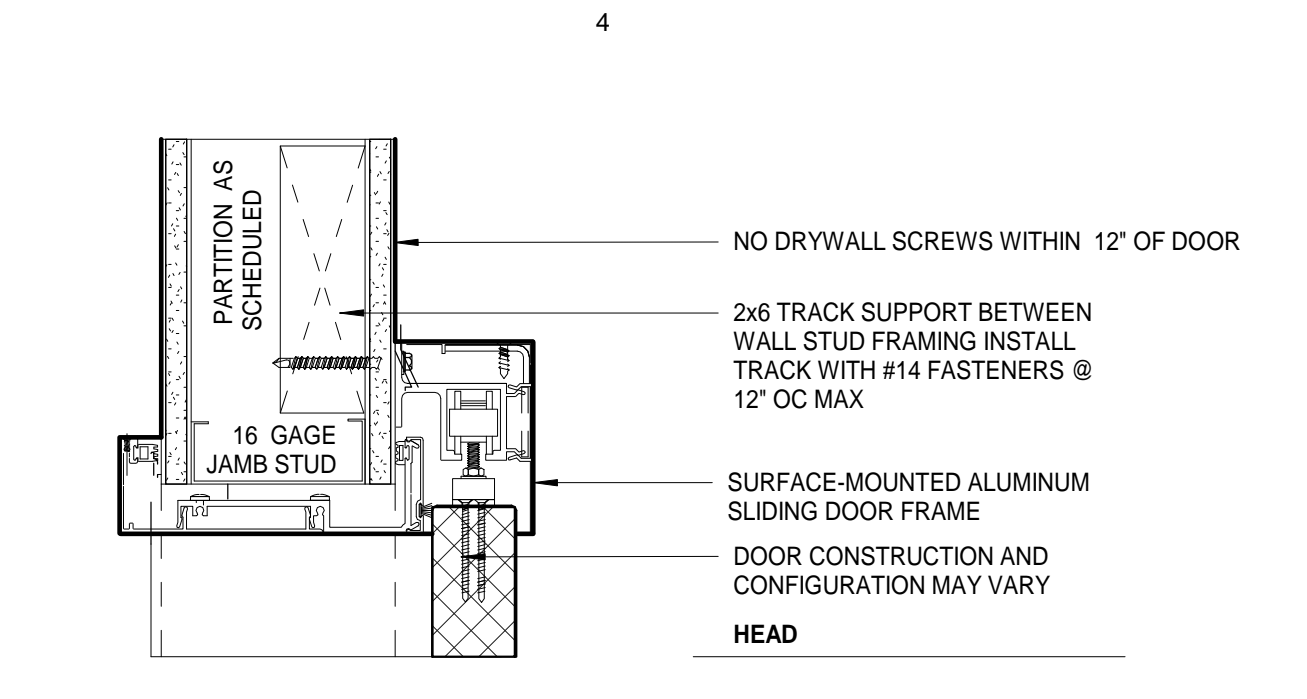 4
PARTITION AS
SCHEDULED
16 GAGE
JAMB STUD
NO DRYWALL SCREWS WITHIN 12" OF DOOR
2x6 TRACK SUPPORT BETWEEN
WALL STUD FRAMING INSTALL
TRACK WITH #14 FASTENERS @
12" OC MAX
SURFACE-MOUNTED ALUMINUM
SLIDING DOOR FRAME
DOOR CONSTRUCTION AND
CONFIGURATION MAY VARY
HEAD